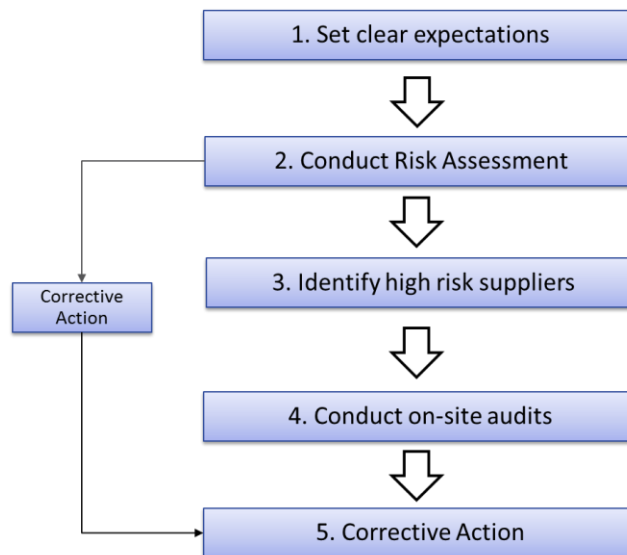 1. Set clear expectations
2. Conduct Risk Assessment
3. Identify high risk suppliers
Corrective
Action
4. Conduct on-site audits
5. Corrective Action